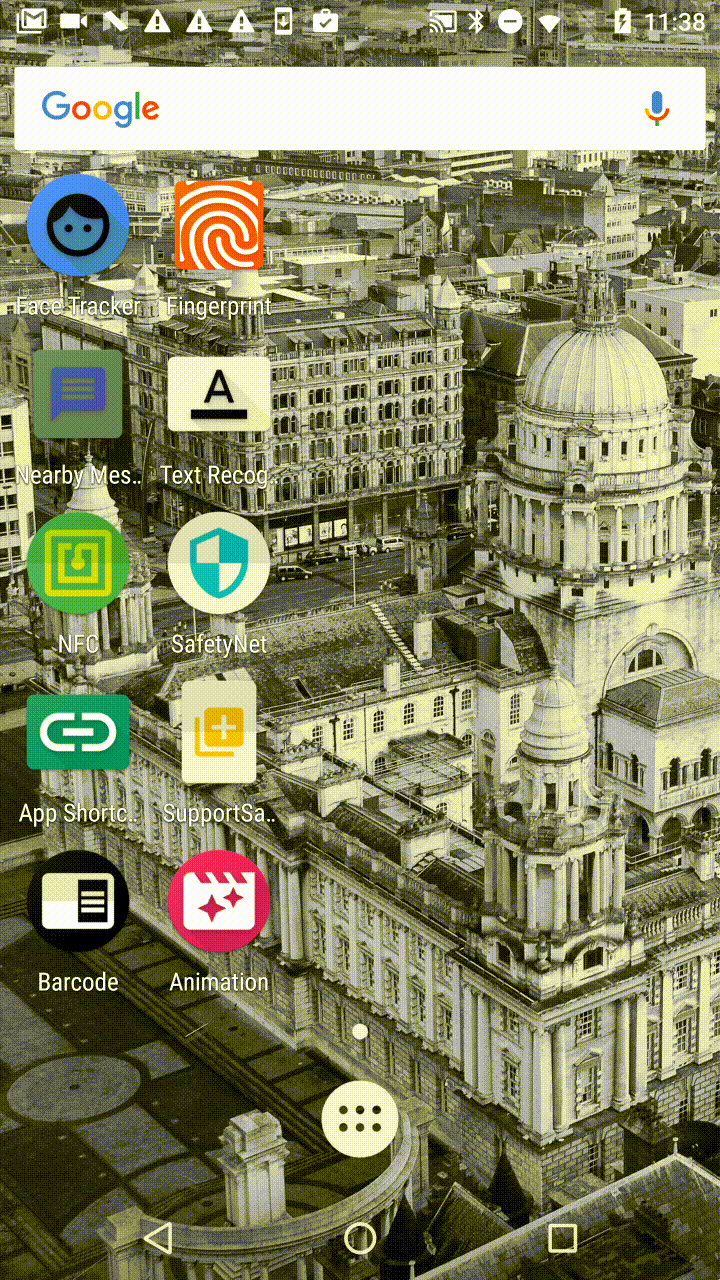 11:38
Google
Face Tracker
Fingerprint
Nearby Mes..
A
Text Recog..
NFC
SafetyNet
App Shortc..
SupportSa..
Barcode
Animation